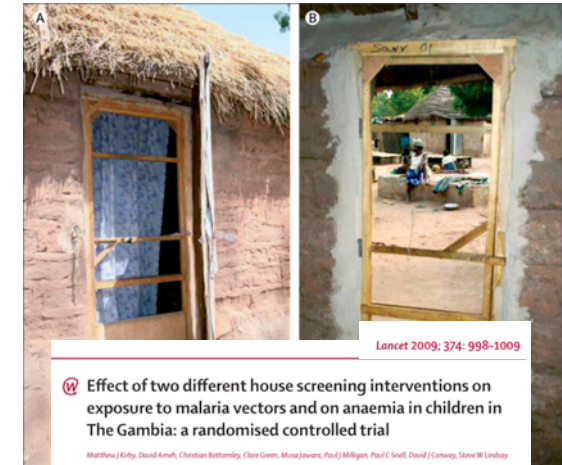 A
B
SANY 01
Lancet 2009; 374: 998–1009
W Effect of two different house screening interventions on
exposure to malaria vectors and on anaemia in children in
The Gambia: a randomised controlled trial
Matthew J Kirby, David Ameh, Christian Bottomley, Clare Green, Musa Jawara, Paul J Milligan, Paul C Snell, David J Conway, Steve W Lindsay